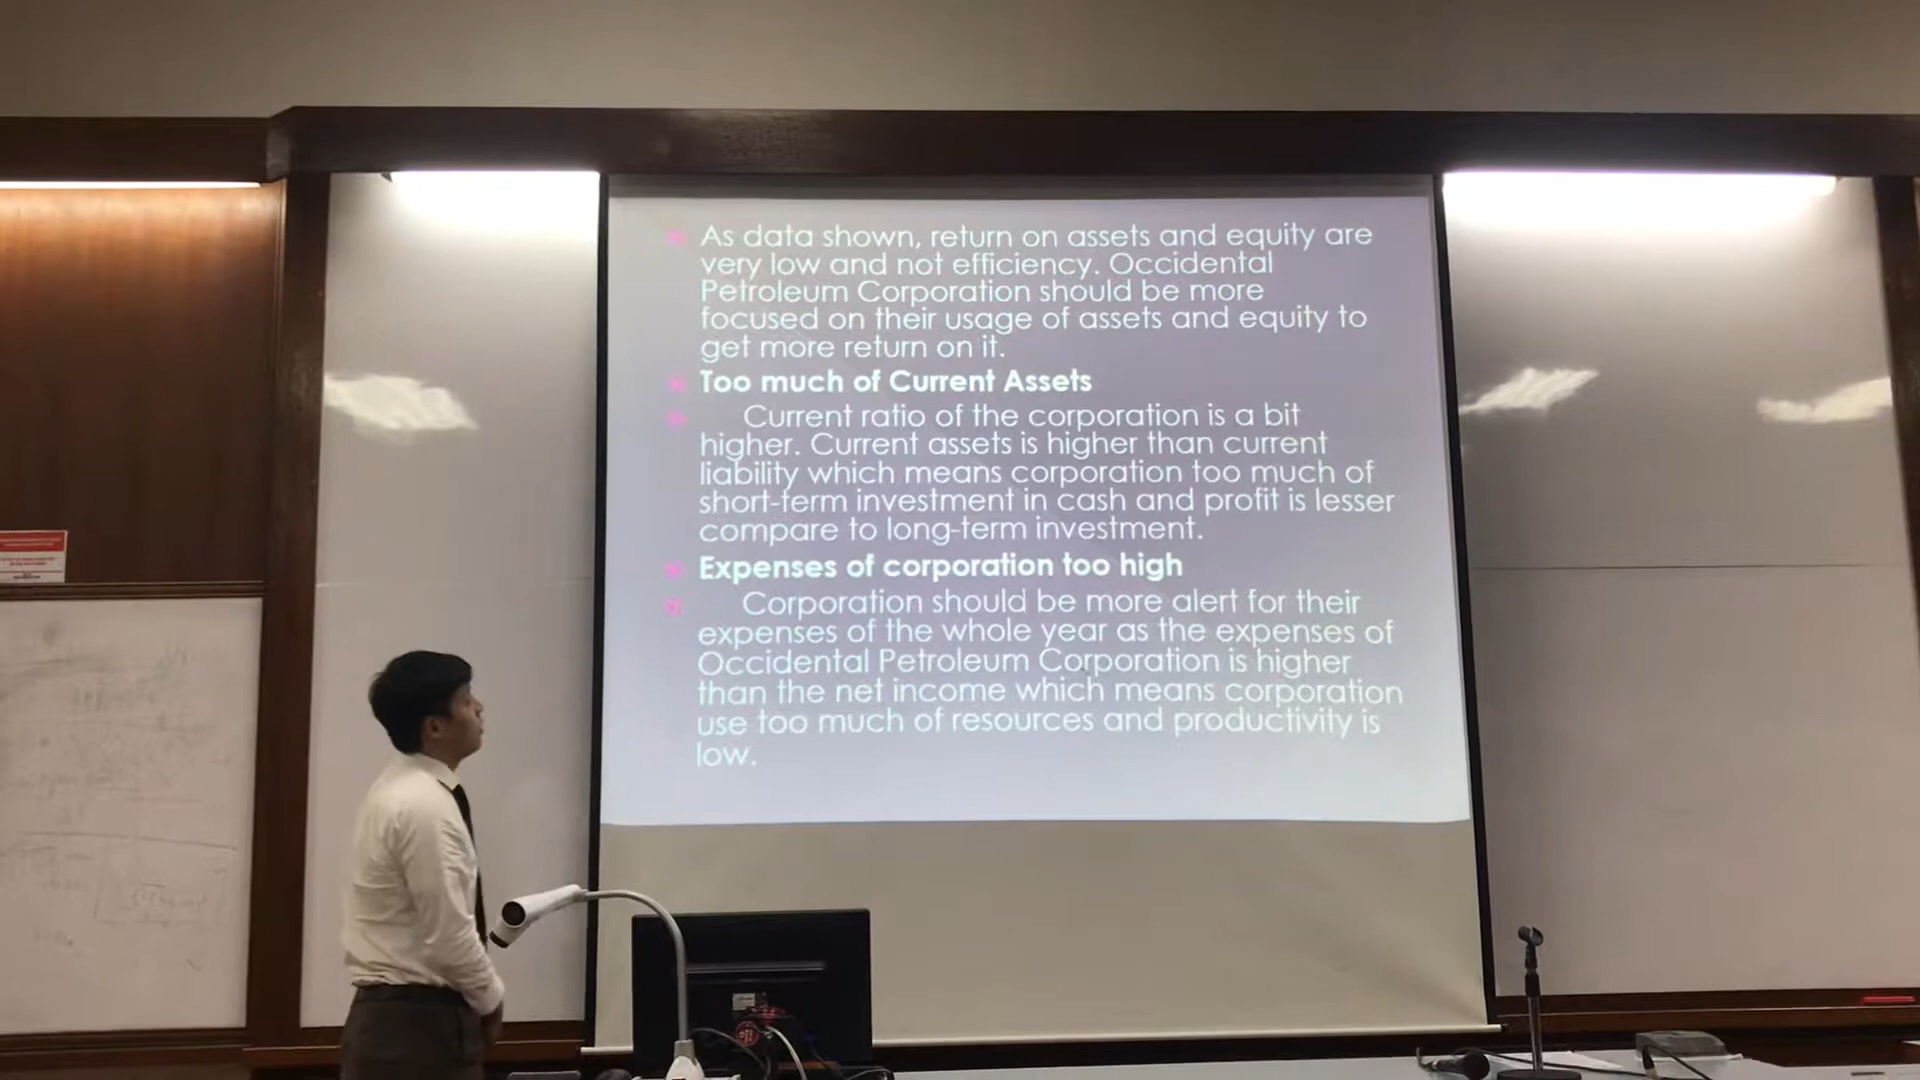 As data shown, return on assets and equity are
very low and not efficiency. Occidental
Petroleum Corporation should be more
focused on their usage of assets and equity to
get more return on it.
Too much of Current Assets
Current ratio of the corporation is a bit
higher. Current assets is higher than current
liability which means corporation too much of
short-term investment in cash and profit is lesser
compare to long-term investment.
Expenses of corporation too high
Corporation should be more alert for their
expenses of the whole year as the expenses of
Occidental Petroleum Corporation is higher
than the net income which means corporation
use too much of resources and productivity is
low.